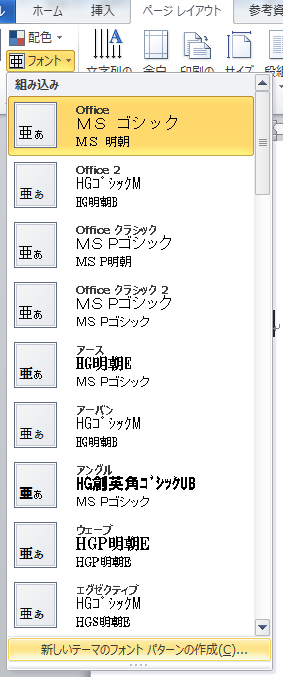 ル ホーム 挿入 ページ レイアウト 参考資
配色
フォント 文字列の 余白 印刷の サイズ 段組
組み込み
亜あ Office
ＭＳ ゴシック
ＭＳ 明朝
亜あ Office 2
HGｺﾞｼｯｸM
HG明朝B
亜あ Office クラシック
ＭＳ Ｐゴシック
ＭＳ Ｐ明朝
亜あ Office クラシック 2
ＭＳ Ｐゴシック
ＭＳ Ｐゴシック
亜あ アース
HG明朝E
ＭＳ Ｐゴシック
亜あ アーバン
HGｺﾞｼｯｸM
HG明朝B
亜あ アングル
HG創英角ｺﾞｼｯｸUB
ＭＳ Ｐゴシック
亜あ ウェーブ
HGP明朝E
HGP明朝E
亜あ エグゼクティブ
HGｺﾞｼｯｸM
HGS明朝E
新しいテーマのフォント パターンの作成(C)...